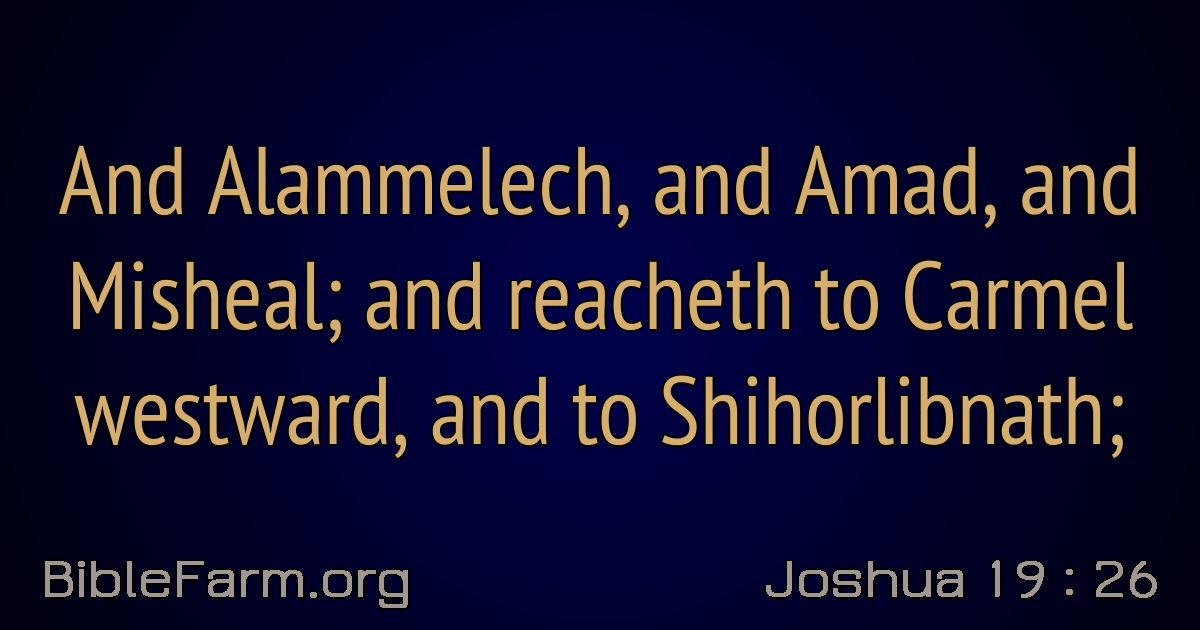 And Alammelech, and Amad, and
Misheal; and reacheth to Carmel
westward, and to Shihorlibnath;
BibleFarm.org
Joshua 19 : 26